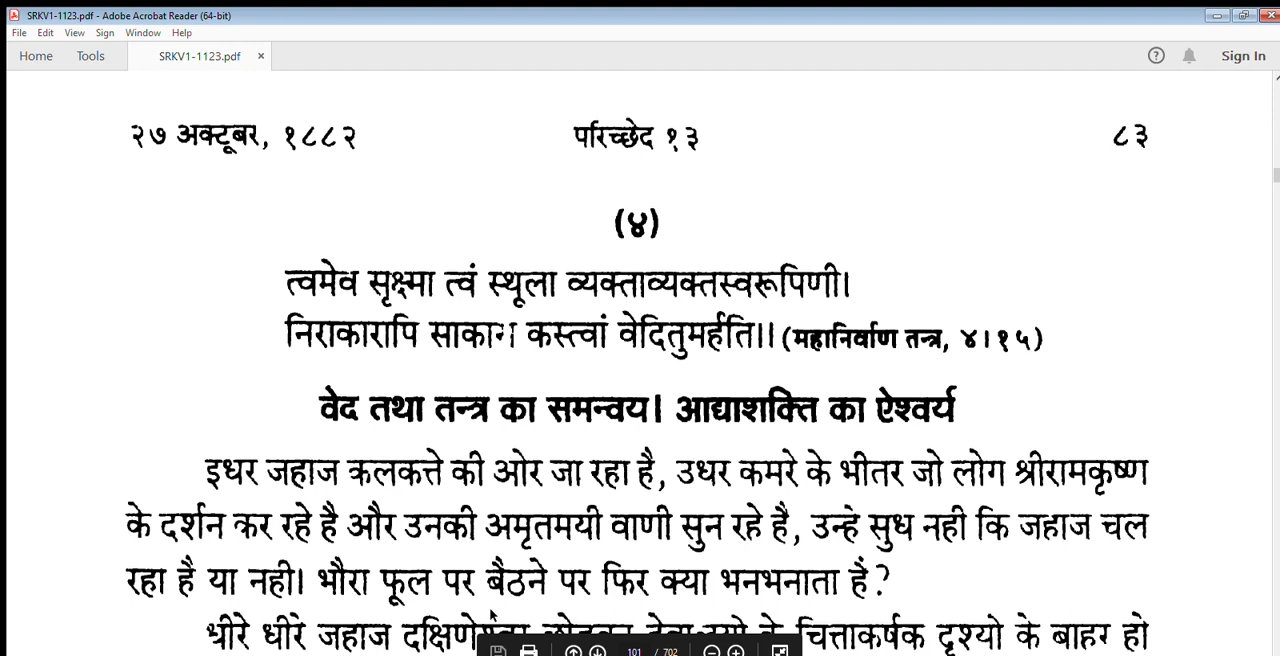 SRKV1-1123.pdf - Adobe Acrobat Reader (64-bit)
File Edit View Sign Window Help
Home Tools SRKV1-1123.pdf × ? Sign In
२७ अक्टूबर, १८८२ परिच्छेद १३ ८३
(४)
त्वमेव सूक्ष्मा त्वं स्थूला व्यक्ताव्यक्तस्वरूपिणी।
निराकारापि साकारा कस्त्वां वेदितुमर्हति।। (महानिर्वाण तन्त्र, ४।१५)
वेद तथा तन्त्र का समन्वय। आद्याशक्ति का ऐश्वर्य
इधर जहाज कलकत्ते की ओर जा रहा है, उधर कमरे के भीतर जो लोग श्रीरामकृष्ण
के दर्शन कर रहे है और उनकी अमृतमयी वाणी सुन रहे है, उन्हे सुध नही कि जहाज चल
रहा है या नही। भौरा फूल पर बैठने पर फिर क्या भनभनाता है?
धीरे धीरे जहाज चित्ताकर्षक दृश्यो के बाहर हो
101 / 702